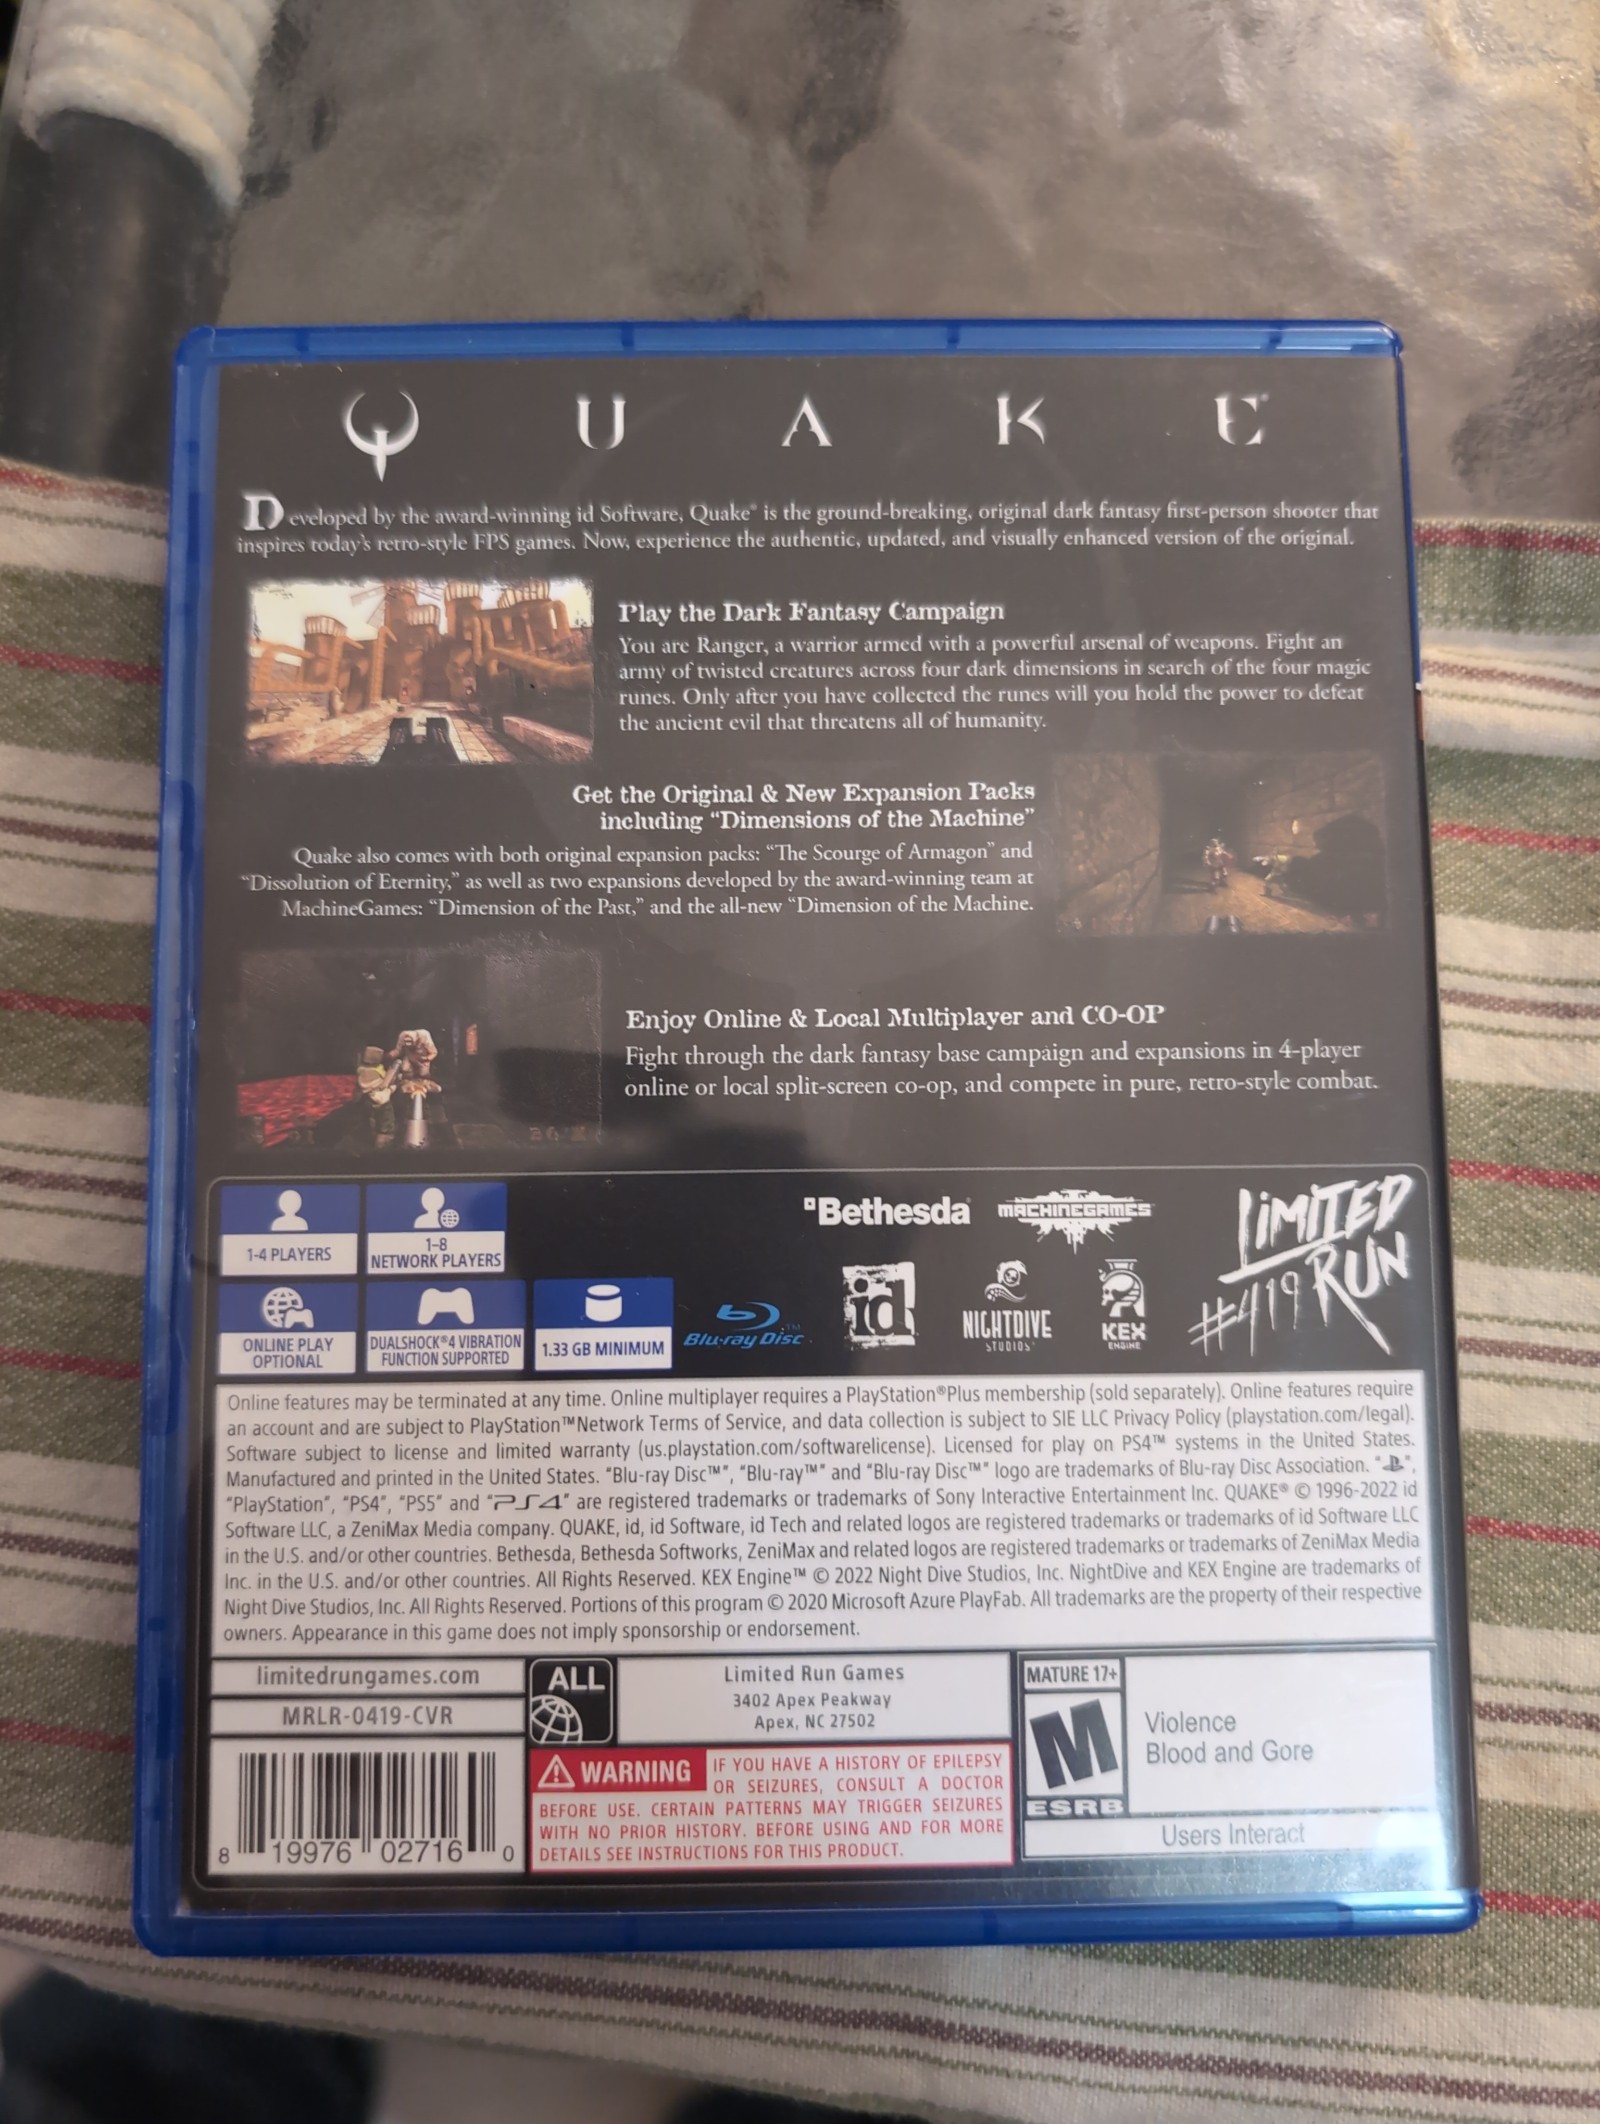 QUAKE
Developed by the award-winning id Software, Quake® is the ground-breaking, original dark fantasy first-person shooter that
inspires today's retro-style FPS games. Now, experience the authentic, updated, and visually enhanced version of the original.
Play the Dark Fantasy Campaign
You are Ranger, a warrior armed with a powerful arsenal of weapons. Fight an
army of twisted creatures across four dark dimensions in search of the four magic
runes. Only after you have collected the runes will you hold the power to defeat
the ancient evil that threatens all of humanity.
Get the Original & New Expansion Packs
including “Dimensions of the Machine”
Quake also comes with both original expansion packs: “The Scourge of Armagon” and
“Dissolution of Eternity,” as well as two expansions developed by the award-winning team at
MachineGames: “Dimension of the Past,” and the all-new “Dimension of the Machine.
Enjoy Online & Local Multiplayer and CO-OP
Fight through the dark fantasy base campaign and expansions in 4-player
online or local split-screen co-op, and compete in pure, retro-style combat.
1-4 PLAYERS
1-8
NETWORK PLAYERS
ONLINE PLAY
OPTIONAL
DUALSHOCK®4 VIBRATION
FUNCTION SUPPORTED
1.33 GB MINIMUM
Blu-ray Disc™
Bethesda
MACHINEGAMES
id
NIGHTDIVE
STUDIOS
KEX
ENGINE
LIMITED
RUN
#419
Online features may be terminated at any time. Online multiplayer requires a PlayStation®Plus membership (sold separately). Online features require
an account and are subject to PlayStation™Network Terms of Service, and data collection is subject to SIE LLC Privacy Policy (playstation.com/legal).
Software subject to license and limited warranty (us.playstation.com/softwarelicense). Licensed for play on PS4™ systems in the United States.
Manufactured and printed in the United States. “Blu-ray Disc™”, “Blu-ray™” and “Blu-ray Disc™” logo are trademarks of Blu-ray Disc Association. “ ”,
“PlayStation”, “PS4”, “PS5” and “PS4” are registered trademarks or trademarks of Sony Interactive Entertainment Inc. QUAKE® © 1996-2022 id
Software LLC, a ZeniMax Media company. QUAKE, id, id Software, id Tech and related logos are registered trademarks or trademarks of id Software LLC
in the U.S. and/or other countries. Bethesda, Bethesda Softworks, ZeniMax and related logos are registered trademarks or trademarks of ZeniMax Media
Inc. in the U.S. and/or other countries. All Rights Reserved. KEX Engine™ © 2022 Night Dive Studios, Inc. NightDive and KEX Engine are trademarks of
Night Dive Studios, Inc. All Rights Reserved. Portions of this program © 2020 Microsoft Azure PlayFab. All trademarks are the property of their respective
owners. Appearance in this game does not imply sponsorship or endorsement.
limitedrungames.com
MRLR-0419-CVR
8 19976 02716 0
ALL
Limited Run Games
3402 Apex Peakway
Apex, NC 27502
WARNING IF YOU HAVE A HISTORY OF EPILEPSY
OR SEIZURES, CONSULT A DOCTOR
BEFORE USE. CERTAIN PATTERNS MAY TRIGGER SEIZURES
WITH NO PRIOR HISTORY. BEFORE USING AND FOR MORE
DETAILS SEE INSTRUCTIONS FOR THIS PRODUCT.
MATURE 17+
M
ESRB
Violence
Blood and Gore
Users Interact